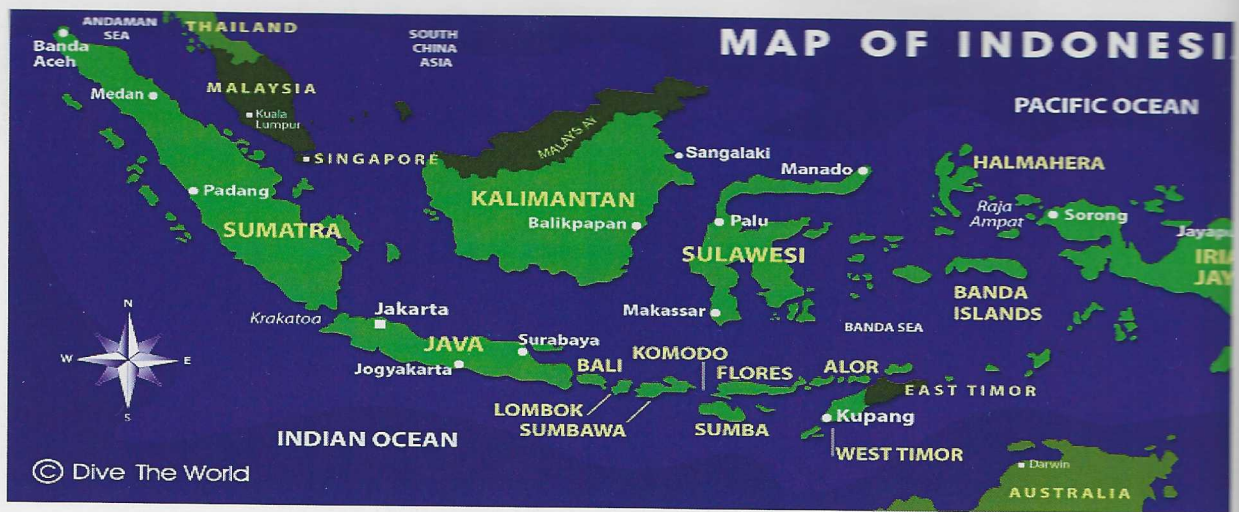 MAP OF INDONESI
ANDAMAN
SEA
THAILAND
SOUTH
CHINA
ASIA
Banda
Aceh
PACIFIC OCEAN
Medan
MALAYSIA
Kuala
Lumpur
MALAYSAY
SINGAPORE
Sangalaki
Manado
HALMAHERA
Padang
KALIMANTAN
Raja
Ampat
Sorong
SUMATRA
Balikpapan
Palu
Jayapu
SULAWESI
IRIA
JAY
BANDA
ISLANDS
Krakatoa
Jakarta
Makassar
BANDA SEA
N
W
E
S
JAVA
Surabaya
Jogyakarta
BALI
KOMODO
FLORES
ALOR
EAST TIMOR
LOMBOK
SUMBAWA
SUMBA
Kupang
WEST TIMOR
INDIAN OCEAN
© Dive The World
Darwin
AUSTRALIA